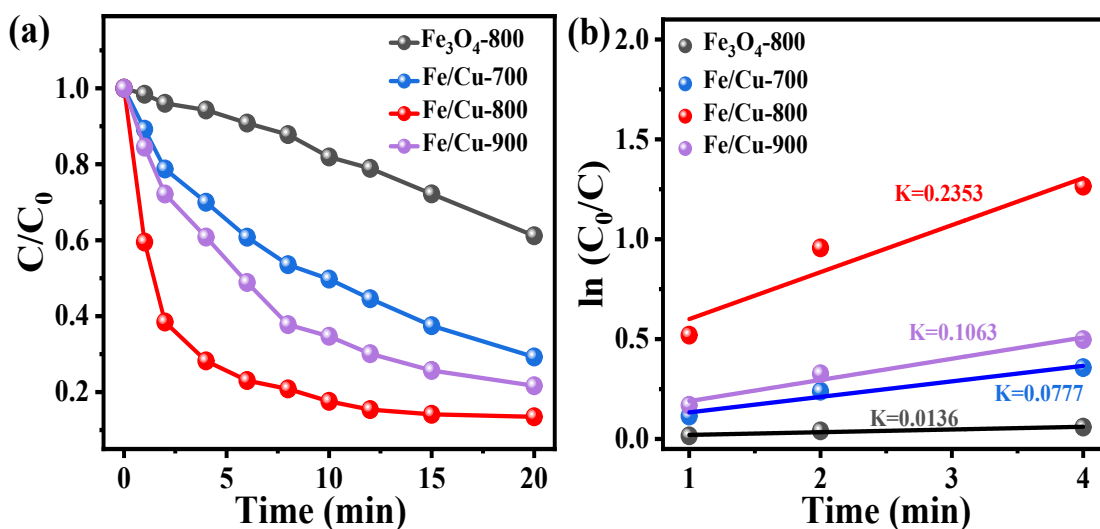 (a)
Fe₃O₄-800
Fe/Cu-700
Fe/Cu-800
Fe/Cu-900
1.0
0.8
0.6
0.4
0.2
C/C₀
0
5
10
15
20
Time (min)
(b)
Fe₃O₄-800
Fe/Cu-700
Fe/Cu-800
Fe/Cu-900
2.0
1.5
1.0
0.5
0.0
ln (C₀/C)
K=0.2353
K=0.1063
K=0.0777
K=0.0136
1
2
3
4
Time (min)